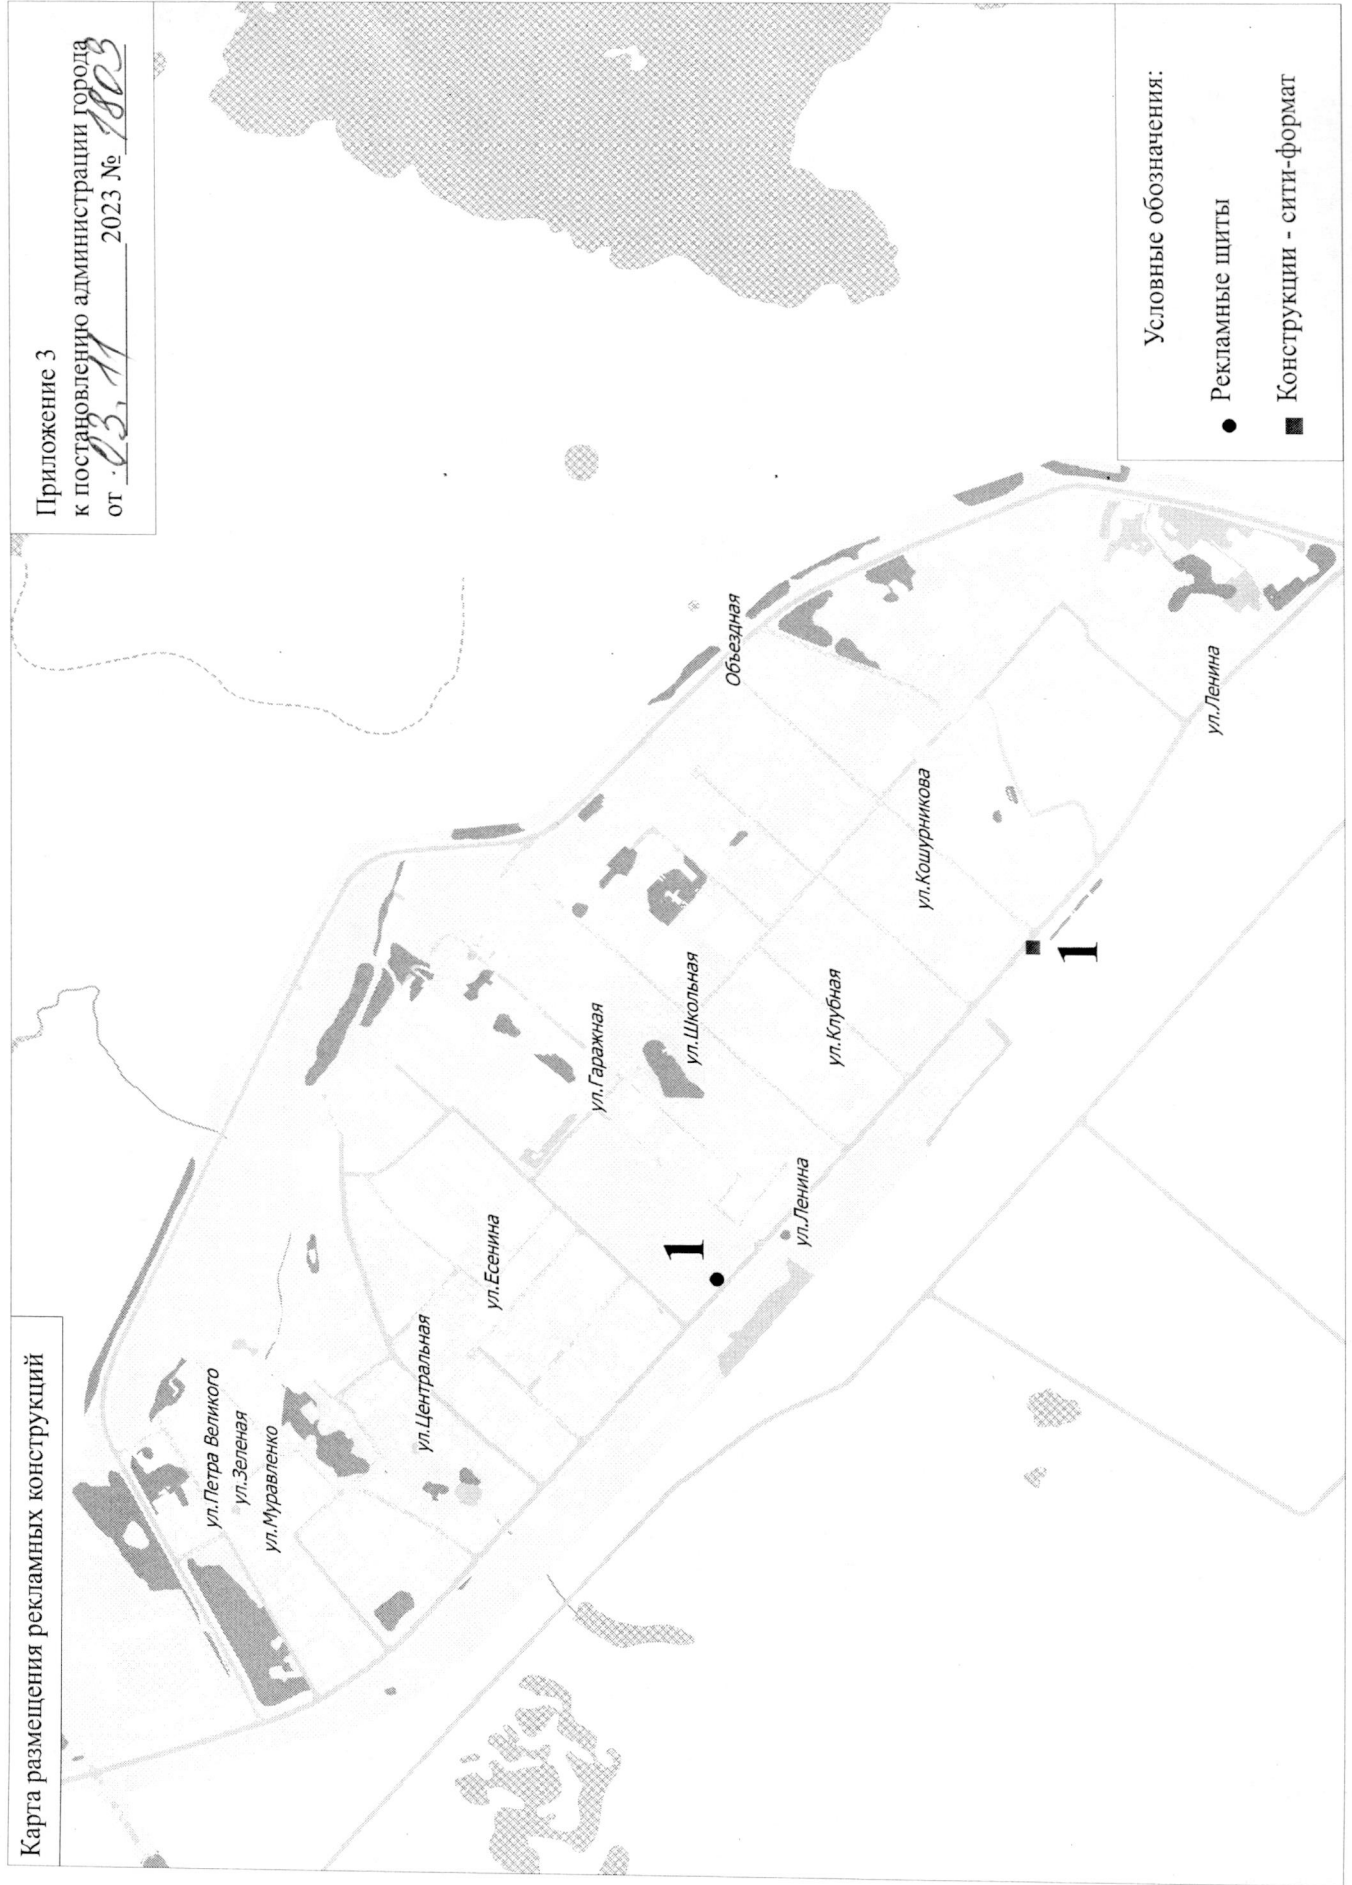 Карта размещения рекламных конструкций
Приложение 3
к постановлению администрации города
от 03.11 2023 № 1803
ул.Петра Великого
ул.Зеленая
ул.Муравленко
ул.Центральная
ул.Есенина
ул.Гаражная
ул.Школьная
Объездная
1
ул.Ленина
ул.Клубная
ул.Кошурникова
1
ул.Ленина
Условные обозначения:
Рекламные щиты
Конструкции - сити-формат